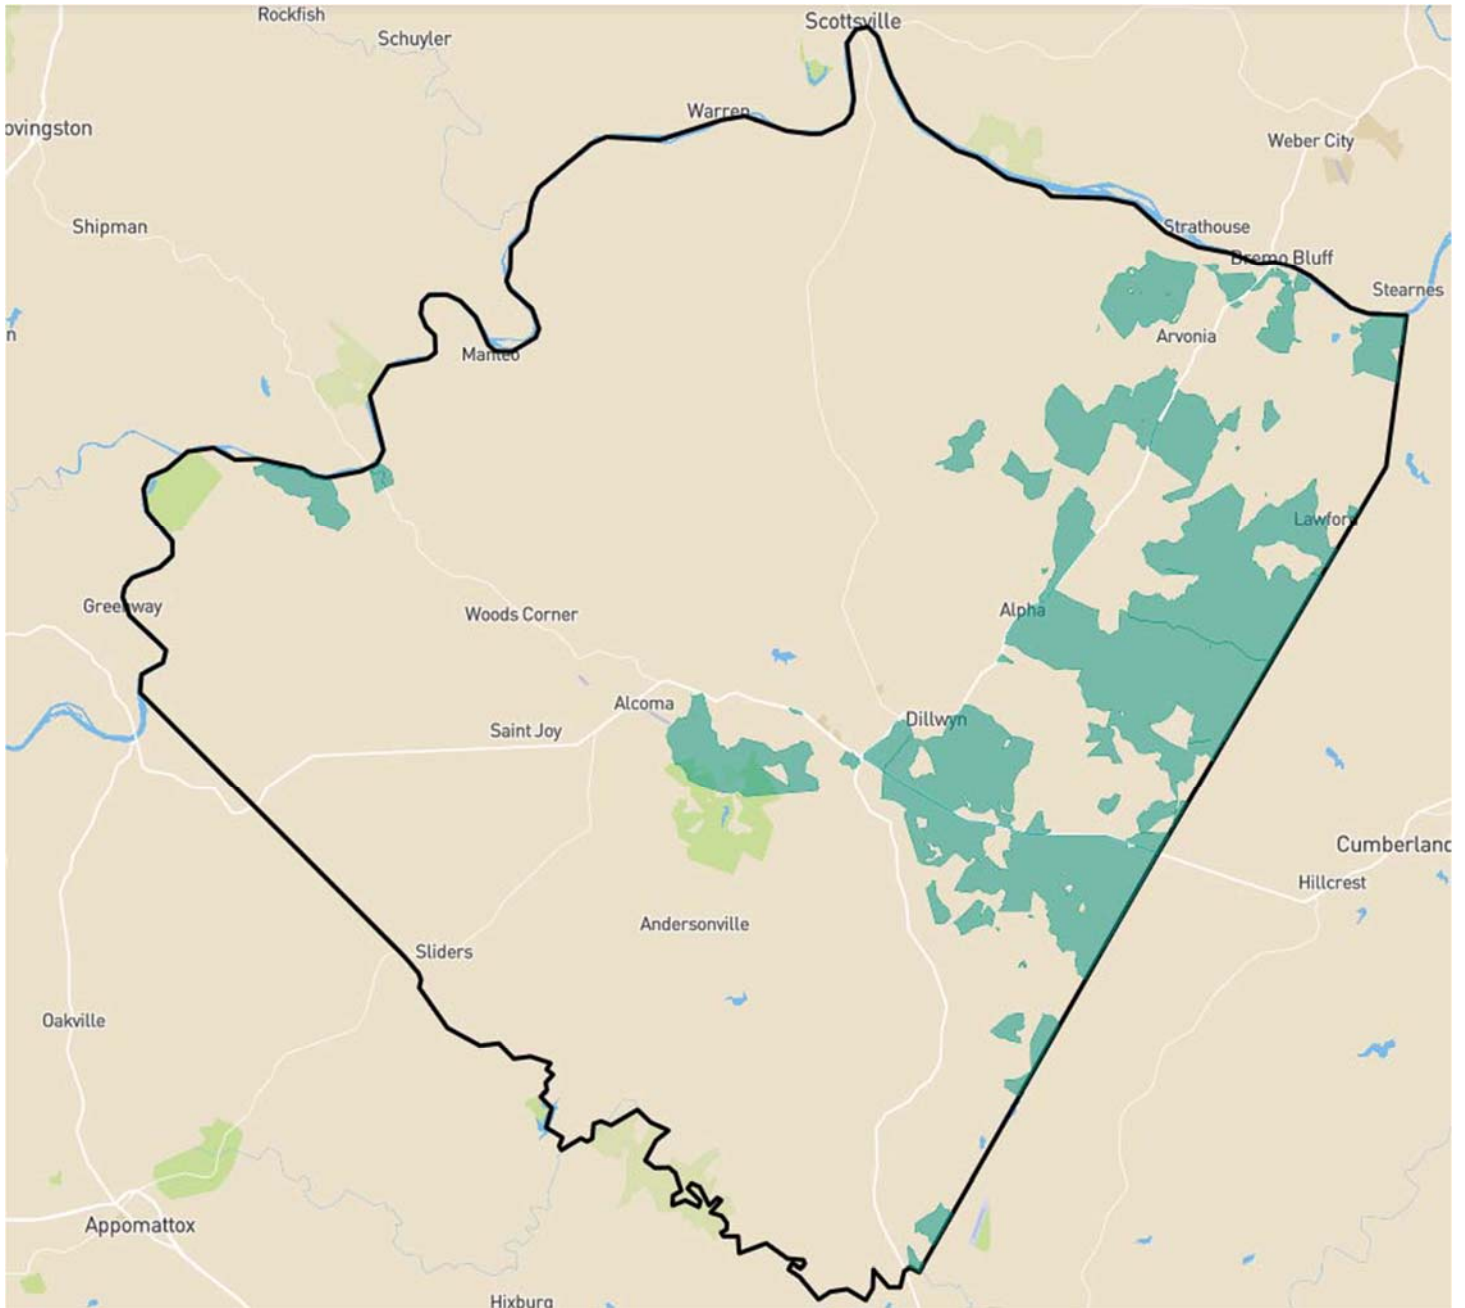 Rockfish
Scottsville
Schuyler
Warren
ovingston
Weber City
Shipman
Strathouse
Bremo Bluff
Stearnes
n
Arvonia
Manteo
Lawford
Greenway
Woods Corner
Alpha
Alcoma
Dillwyn
Saint Joy
Cumberland
Hillcrest
Andersonville
Sliders
Oakville
Appomattox
Hixburg